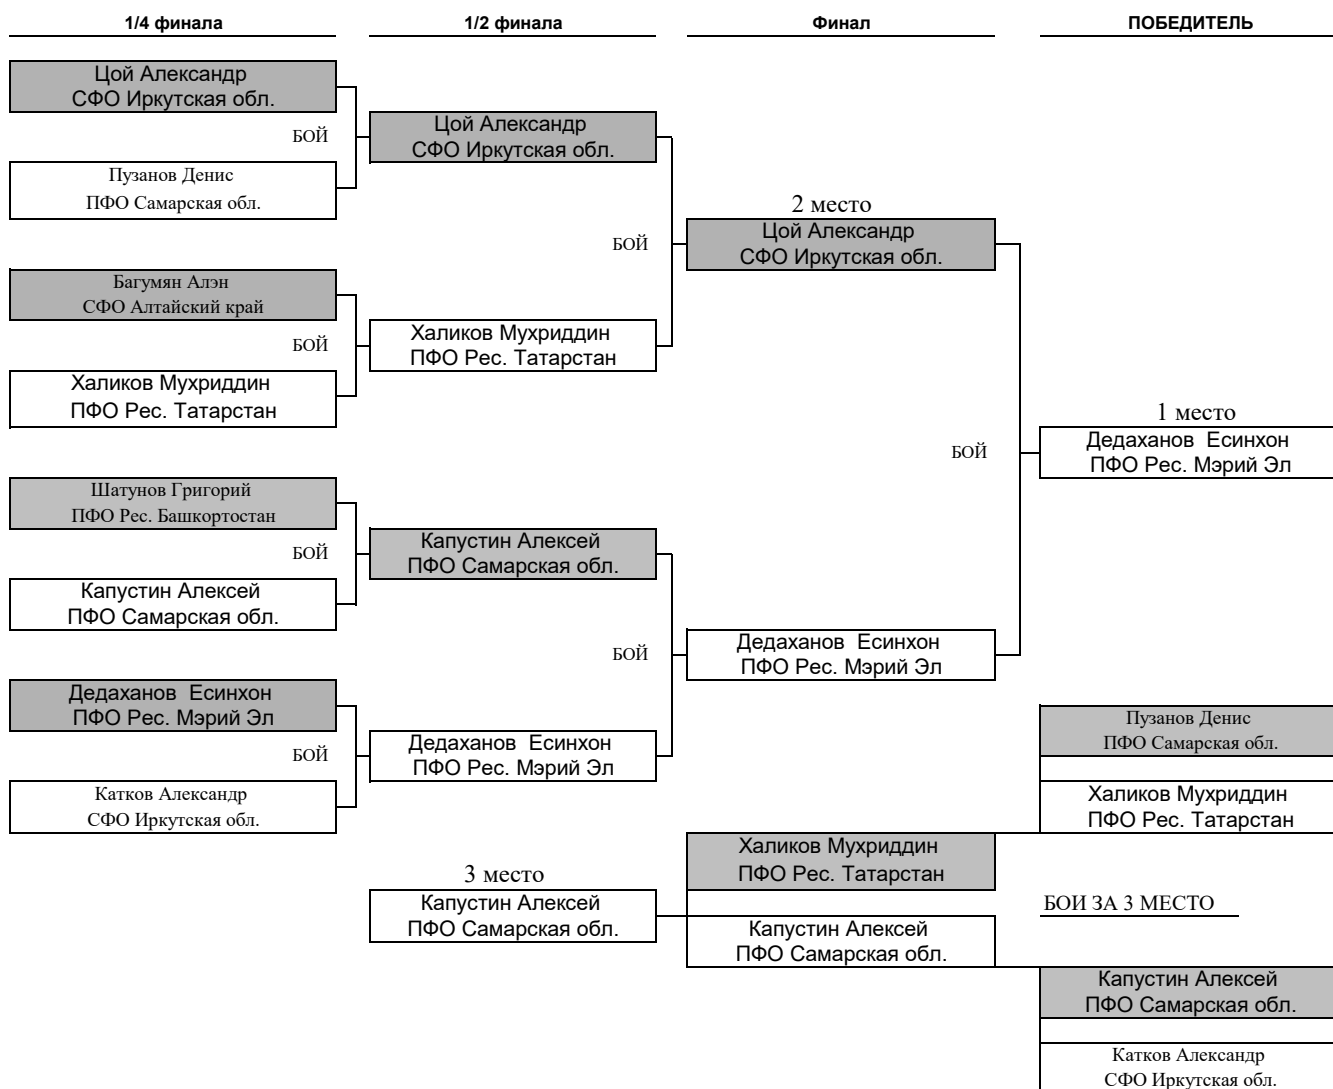 1/4 финала
1/2 финала
Финал
ПОБЕДИТЕЛЬ
Цой Александр
СФО Иркутская обл.
БОЙ
Пузанов Денис
ПФО Самарская обл.
Багумян Алэн
СФО Алтайский край
БОЙ
Халиков Мухриддин
ПФО Рес. Татарстан
Шатунов Григорий
ПФО Рес. Башкортостан
БОЙ
Капустин Алексей
ПФО Самарская обл.
Дедаханов Есинхон
ПФО Рес. Мэрий Эл
БОЙ
Катков Александр
СФО Иркутская обл.
Цой Александр
СФО Иркутская обл.
БОЙ
Халиков Мухриддин
ПФО Рес. Татарстан
Капустин Алексей
ПФО Самарская обл.
БОЙ
Дедаханов Есинхон
ПФО Рес. Мэрий Эл
2 место
Цой Александр
СФО Иркутская обл.
БОЙ
Дедаханов Есинхон
ПФО Рес. Мэрий Эл
1 место
Дедаханов Есинхон
ПФО Рес. Мэрий Эл
Пузанов Денис
ПФО Самарская обл.
Халиков Мухриддин
ПФО Рес. Татарстан
Халиков Мухриддин
ПФО Рес. Татарстан
3 место
Капустин Алексей
ПФО Самарская обл.
Капустин Алексей
ПФО Самарская обл.
БОИ ЗА 3 МЕСТО
Капустин Алексей
ПФО Самарская обл.
Катков Александр
СФО Иркутская обл.